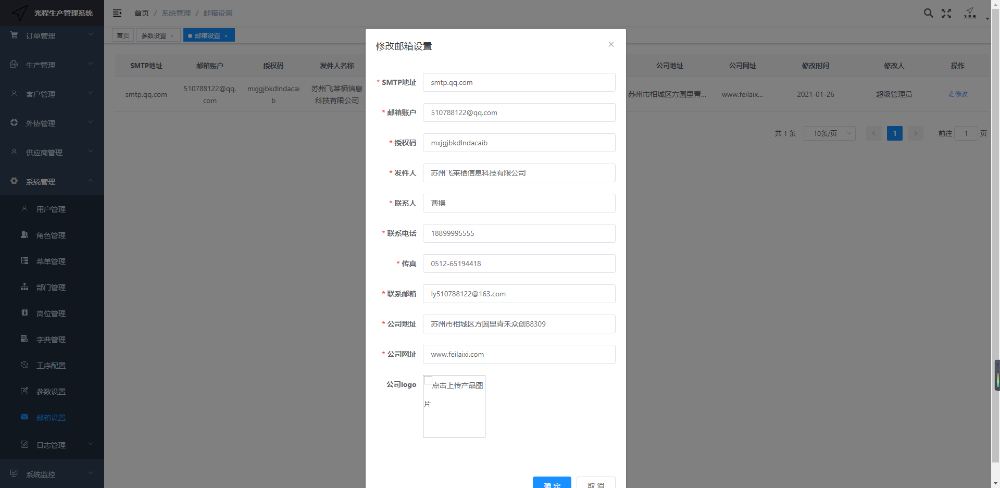 光程生产管理系统
订单管理
生产管理
客户管理
外协管理
供应商管理
系统管理
用户管理
角色管理
菜单管理
部门管理
岗位管理
字典管理
工序配置
参数设置
邮箱设置
日志管理
系统监控
首页 / 系统管理 / 邮箱设置
首页 参数设置 × 邮箱设置 ×
SMTP地址 邮箱账户 授权码 发件人名称 公司地址 公司网址 修改时间 修改人 操作
smtp.qq.com 510788122@qq.com mxjgjbkdlndacaib 苏州飞莱栖信息科技有限公司 苏州市相城区方圆里青... www.feilaix... 2021-01-26 超级管理员 修改
共 1 条 10条/页 1 前往 1 页
修改邮箱设置
* SMTP地址 smtp.qq.com
* 邮箱账户 510788122@qq.com
* 授权码 mxjgjbkdlndacaib
* 发件人 苏州飞莱栖信息科技有限公司
* 联系人 曹操
* 联系电话 18899995555
* 传真 0512-65194418
* 联系邮箱 ly510788122@163.com
* 公司地址 苏州市相城区方圆里青禾众创B8309
* 公司网址 www.feilaixi.com
公司logo 点击上传产品图
片
确 定 取 消